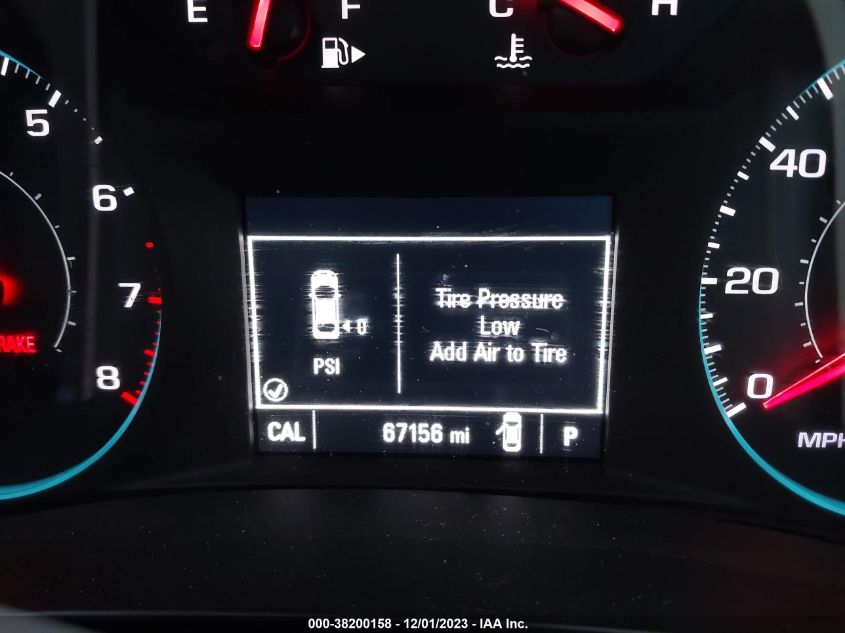 E F C H
5
6
7
8
40
20
0
MPH
Tire Pressure
Low
Add Air to Tire
0
PSI
CAL 67156 mi P
000-38200158 - 12/01/2023 - IAA Inc.